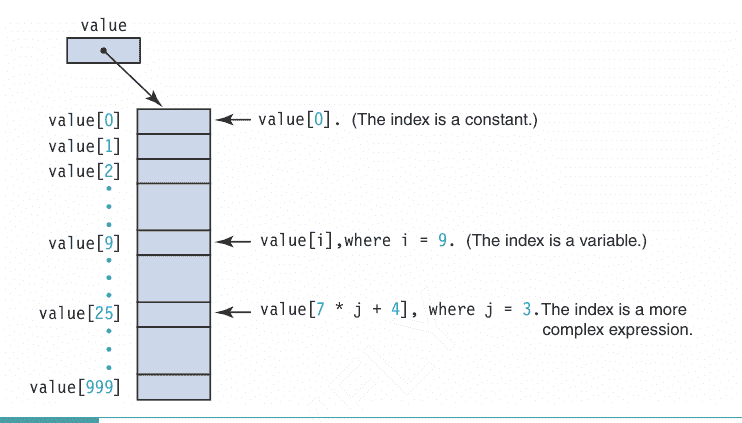 value
value[0]
value[0]. (The index is a constant.)
value[1]
value[2]
value[9]
value[i],where i = 9. (The index is a variable.)
value[25]
value[7 * j + 4], where j = 3.The index is a more
complex expression.
value[999]